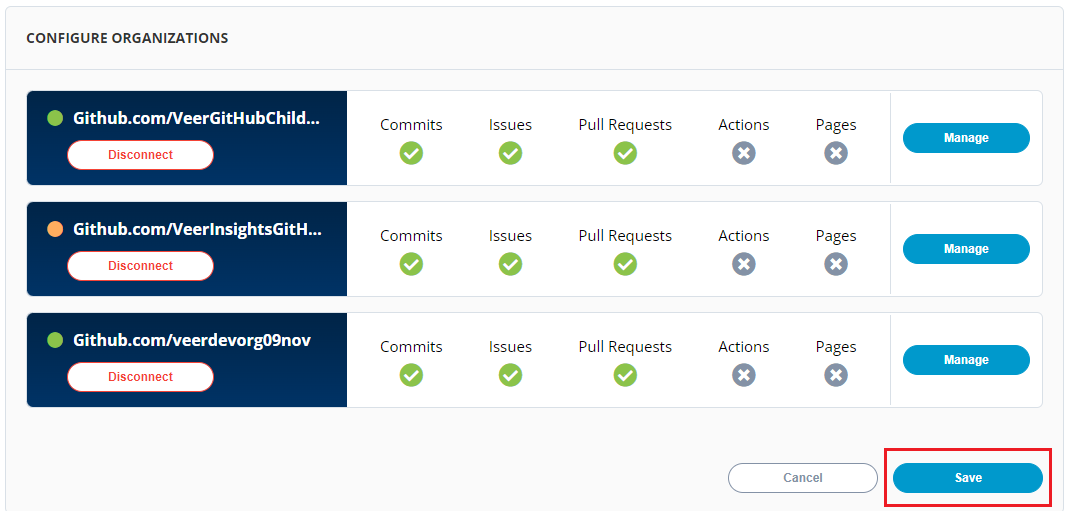 CONFIGURE ORGANIZATIONS
Github.com/VeerGitHubChild...
Disconnect
Commits Issues Pull Requests Actions Pages
Manage
Github.com/VeerInsightsGitH...
Disconnect
Commits Issues Pull Requests Actions Pages
Manage
Github.com/veerdevorg09nov
Disconnect
Commits Issues Pull Requests Actions Pages
Manage
Cancel Save